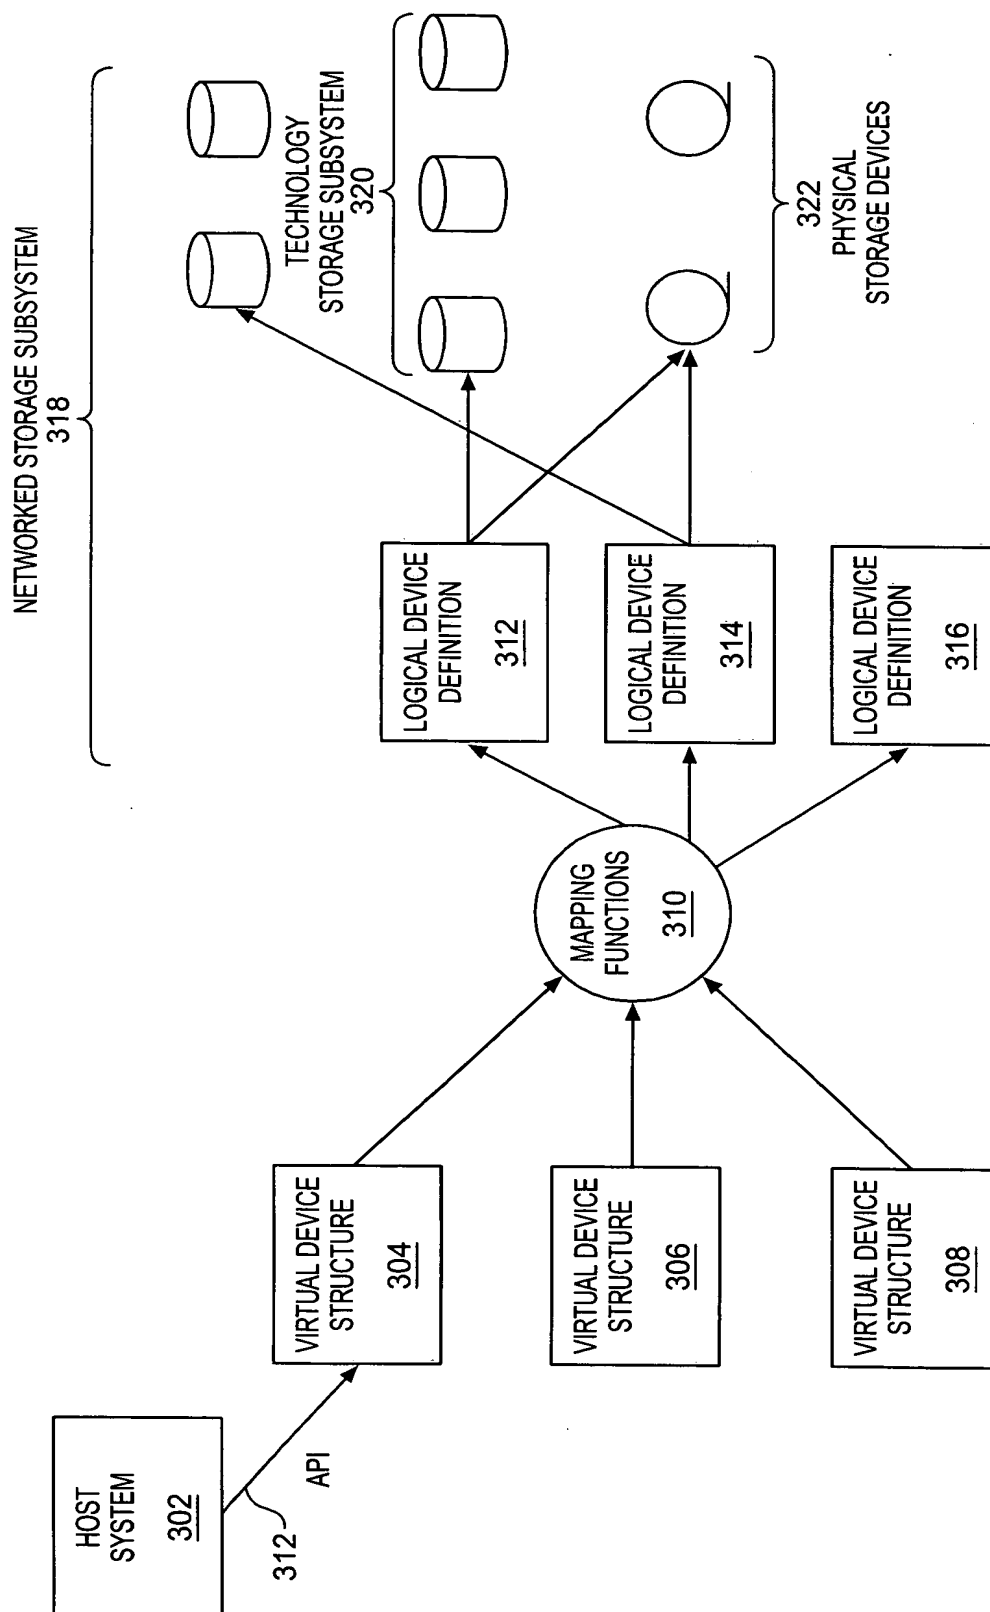 NETWORKED STORAGE SUBSYSTEM
318
TECHNOLOGY
STORAGE SUBSYSTEM
320
322
PHYSICAL
STORAGE DEVICES
LOGICAL DEVICE
DEFINITION
312
LOGICAL DEVICE
DEFINITION
314
LOGICAL DEVICE
DEFINITION
316
MAPPING
FUNCTIONS
310
VIRTUAL DEVICE
STRUCTURE
304
VIRTUAL DEVICE
STRUCTURE
306
VIRTUAL DEVICE
STRUCTURE
308
HOST
SYSTEM
302
API
312